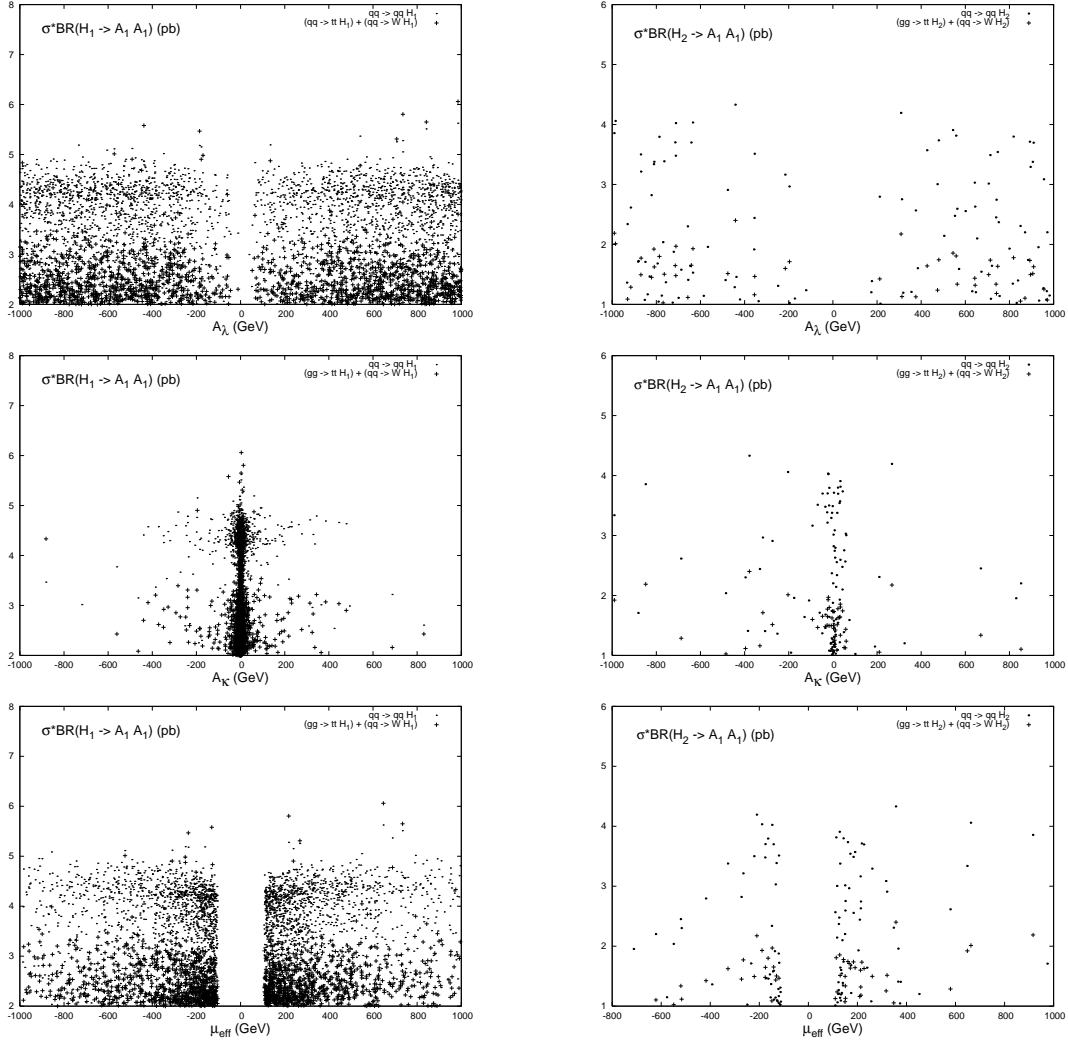 σ*BR(H₁ -> A₁ A₁) (pb)
qq -> qq H₁
(gg -> tt H₁) + (qq -> W H₁)
8
7
6
5
4
3
2
-1000 -800 -600 -400 -200 0 200 400 600 800 1000
A_λ (GeV)
σ*BR(H₂ -> A₁ A₁) (pb)
qq -> qq H₂
(gg -> tt H₂) + (qq -> W H₂)
6
5
4
3
2
1
-1000 -800 -600 -400 -200 0 200 400 600 800 1000
A_λ (GeV)
σ*BR(H₁ -> A₁ A₁) (pb)
qq -> qq H₁
(gg -> tt H₁) + (qq -> W H₁)
8
7
6
5
4
3
2
-1000 -800 -600 -400 -200 0 200 400 600 800 1000
A_κ (GeV)
σ*BR(H₂ -> A₁ A₁) (pb)
qq -> qq H₂
(gg -> tt H₂) + (qq -> W H₂)
6
5
4
3
2
1
-1000 -800 -600 -400 -200 0 200 400 600 800 1000
A_κ (GeV)
σ*BR(H₁ -> A₁ A₁) (pb)
qq -> qq H₁
(gg -> tt H₁) + (qq -> W H₁)
8
7
6
5
4
3
2
-1000 -800 -600 -400 -200 0 200 400 600 800 1000
μ_eff (GeV)
σ*BR(H₂ -> A₁ A₁) (pb)
qq -> qq H₂
(gg -> tt H₂) + (qq -> W H₂)
6
5
4
3
2
1
-800 -600 -400 -200 0 200 400 600 800 1000
μ_eff (GeV)